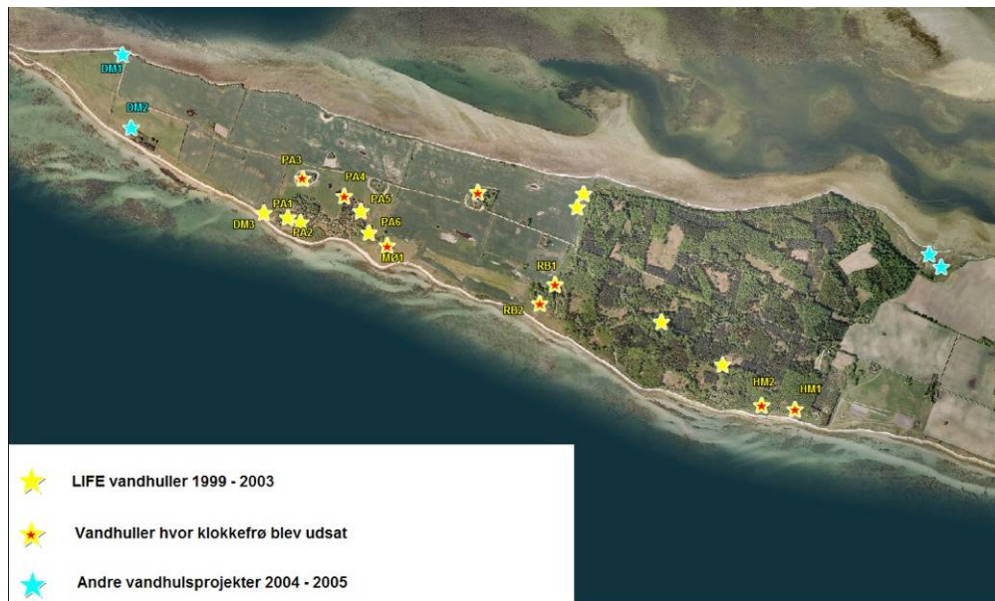 DM1
DM2
PA3
PA4
PA1
PA5
DM3
PA2
PA6
MØ1
RB1
RB2
HM2
HM1
LIFE vandhuller 1999 - 2003
Vandhuller hvor klokkefrø blev udsat
Andre vandhulsprojekter 2004 - 2005